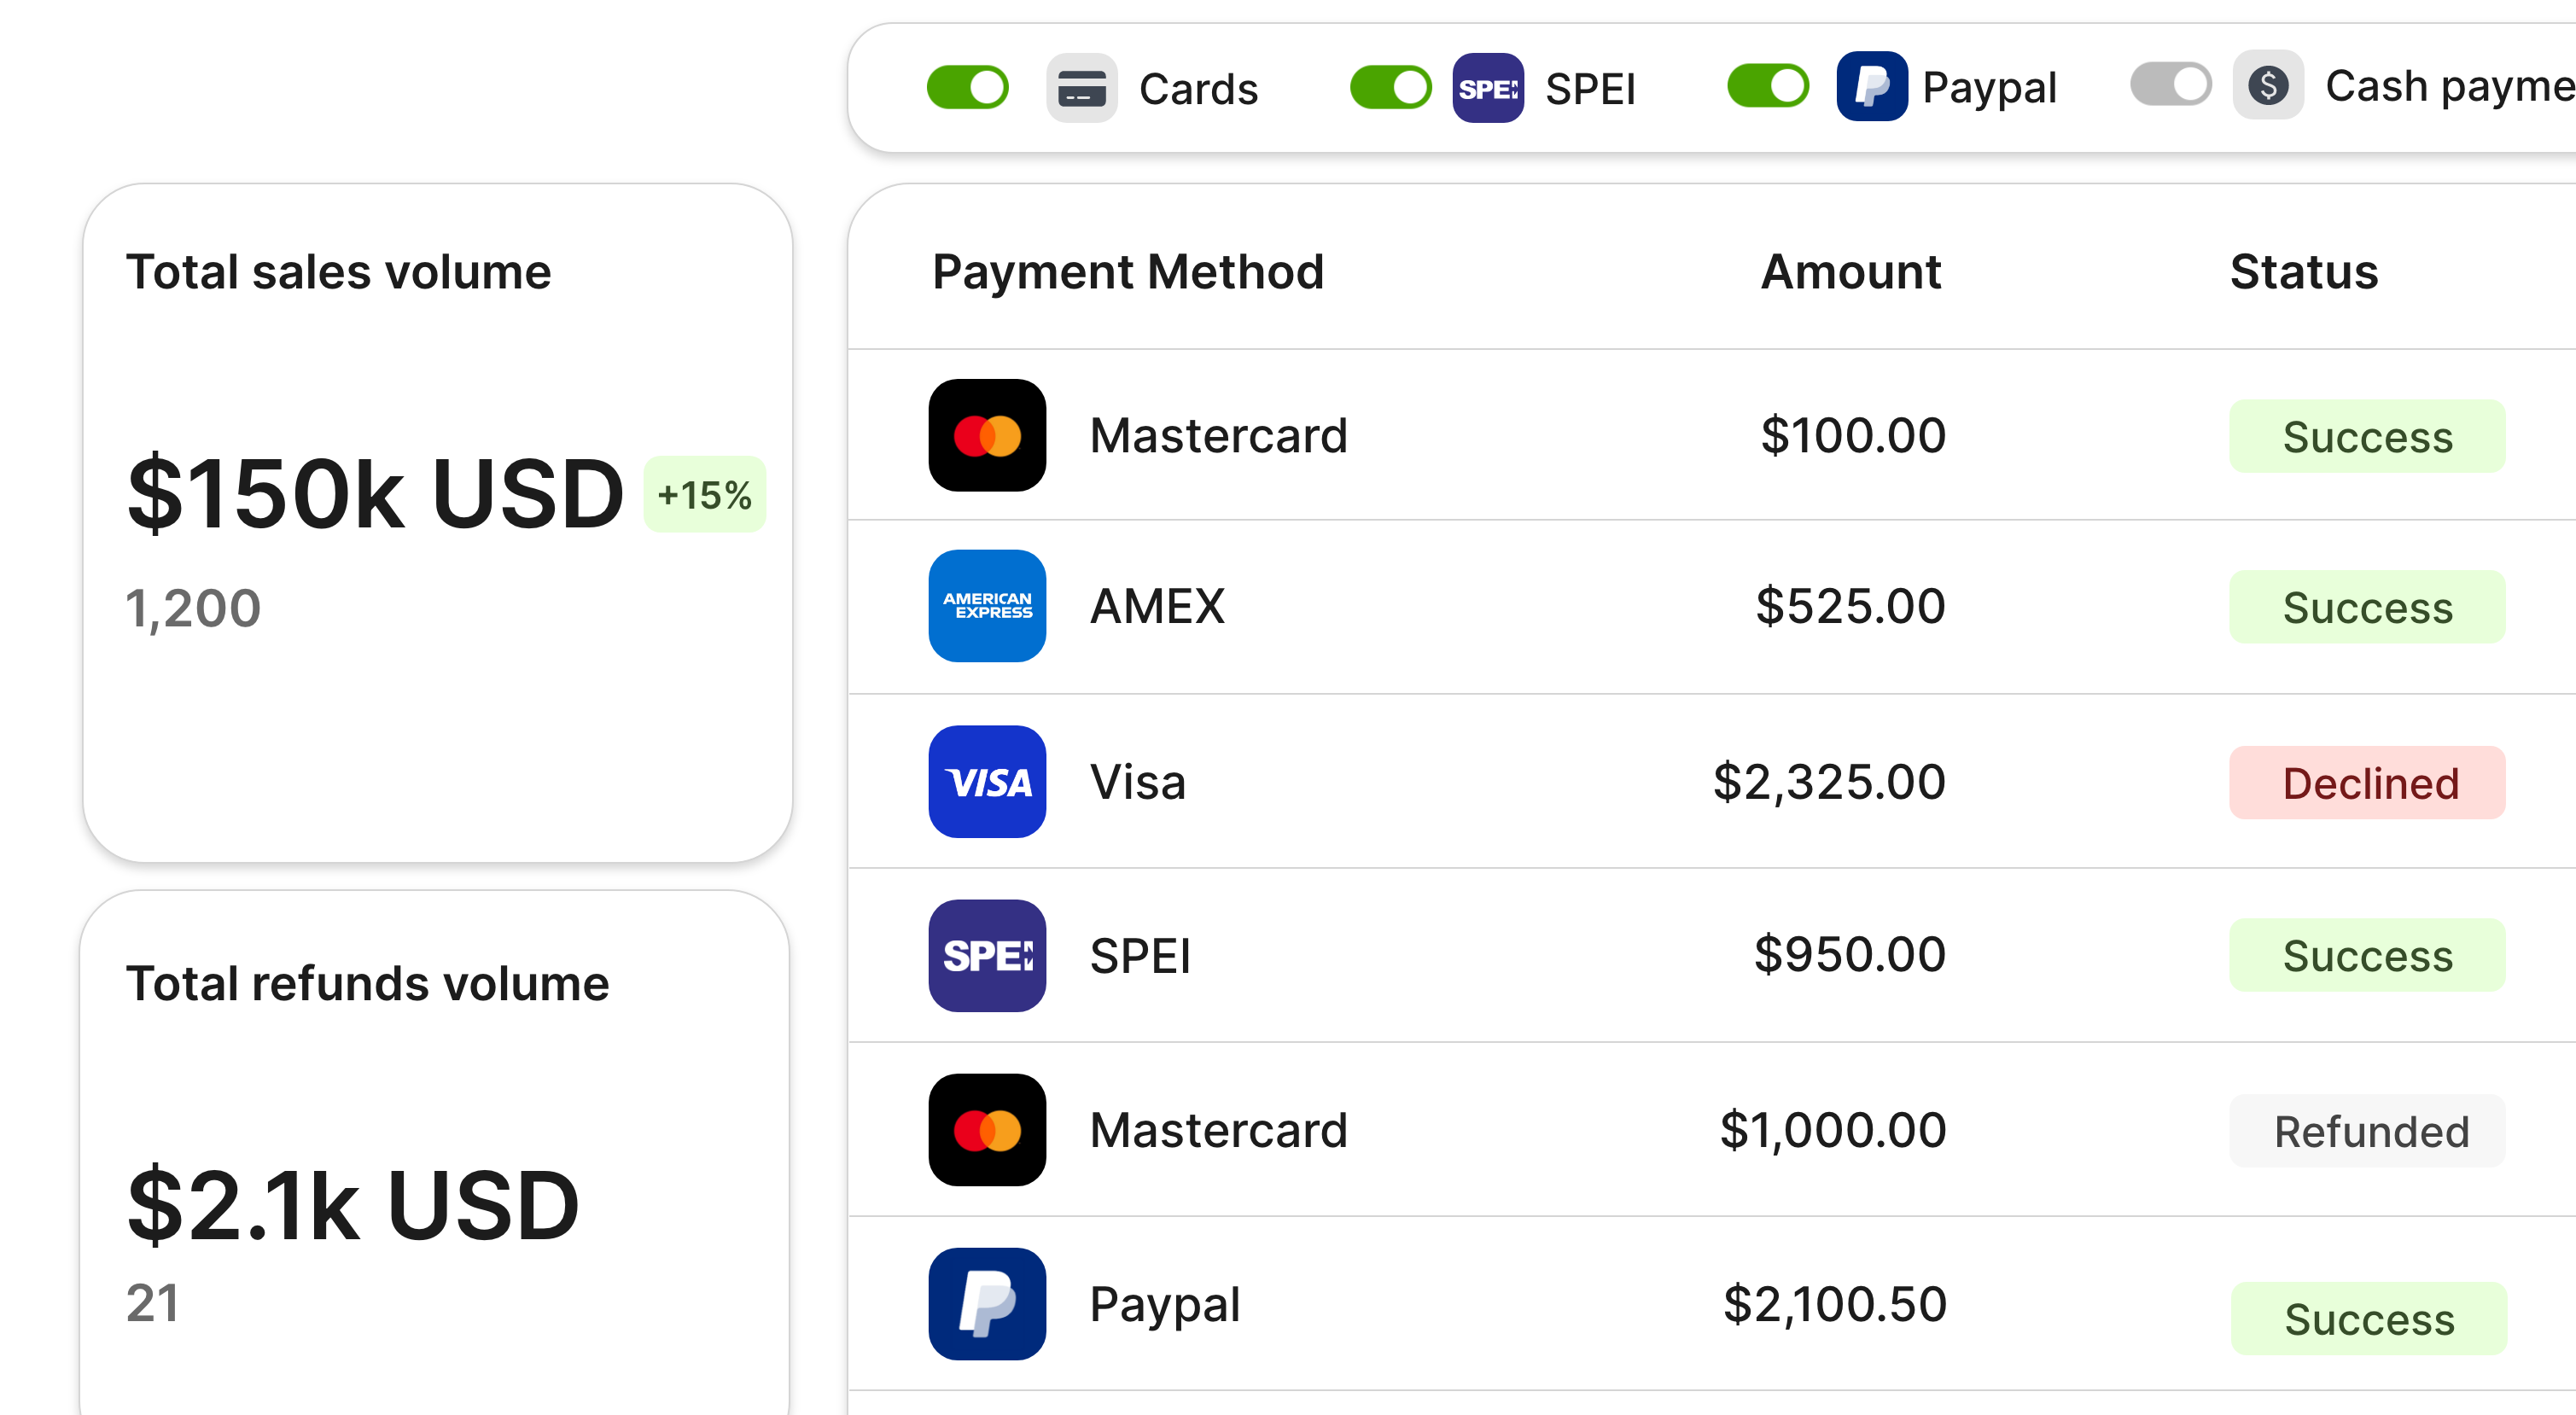 Cards SPEI SPEI Paypal Cash payme
Total sales volume
$150k USD +15%
1,200
Total refunds volume
$2.1k USD
21
Payment Method Amount Status
Mastercard $100.00 Success
AMERICAN
EXPRESS
AMEX $525.00 Success
VISA Visa $2,325.00 Declined
SPEI SPEI $950.00 Success
Mastercard $1,000.00 Refunded
Paypal $2,100.50 Success